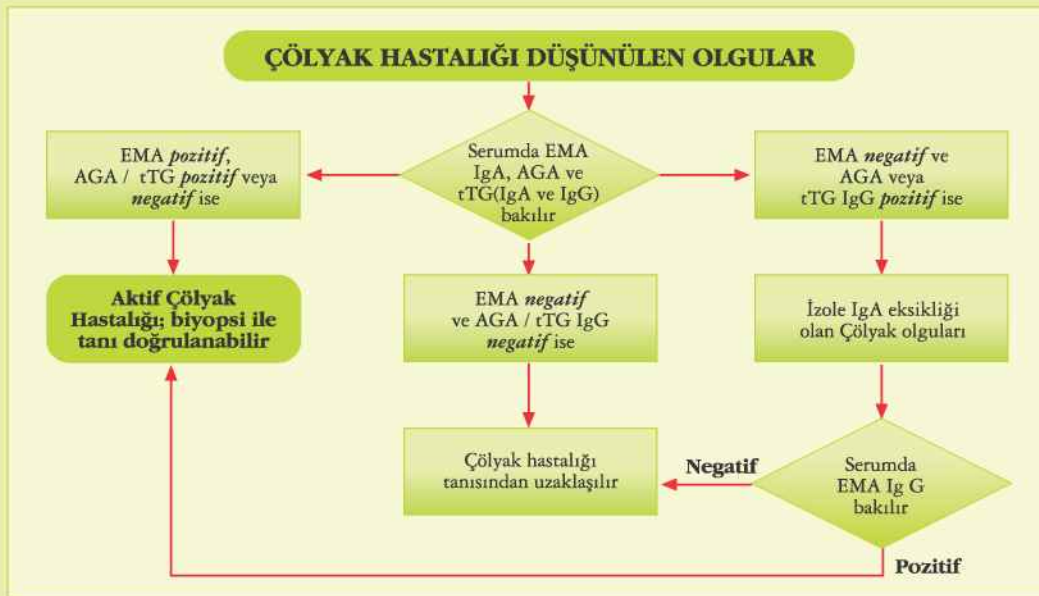 ÇÖLYAK HASTALIĞI DÜŞÜNÜLEN OLGULAR
EMA pozitif,
AGA / tTG pozitif veya
negatif ise
Serumda EMA
IgA, AGA ve
tTG(IgA ve IgG)
bakılır
EMA negatif ve
AGA veya
tTG IgG pozitif ise
Aktif Çölyak
Hastalığı; biyopsi ile
tanı doğrulanabilir
EMA negatif
ve AGA / tTG IgG
negatif ise
İzole IgA eksikliği
olan Çölyak olguları
Çölyak hastalığı
tanısından uzaklaşılır
Negatif
Serumda
EMA Ig G
bakılır
Pozitif